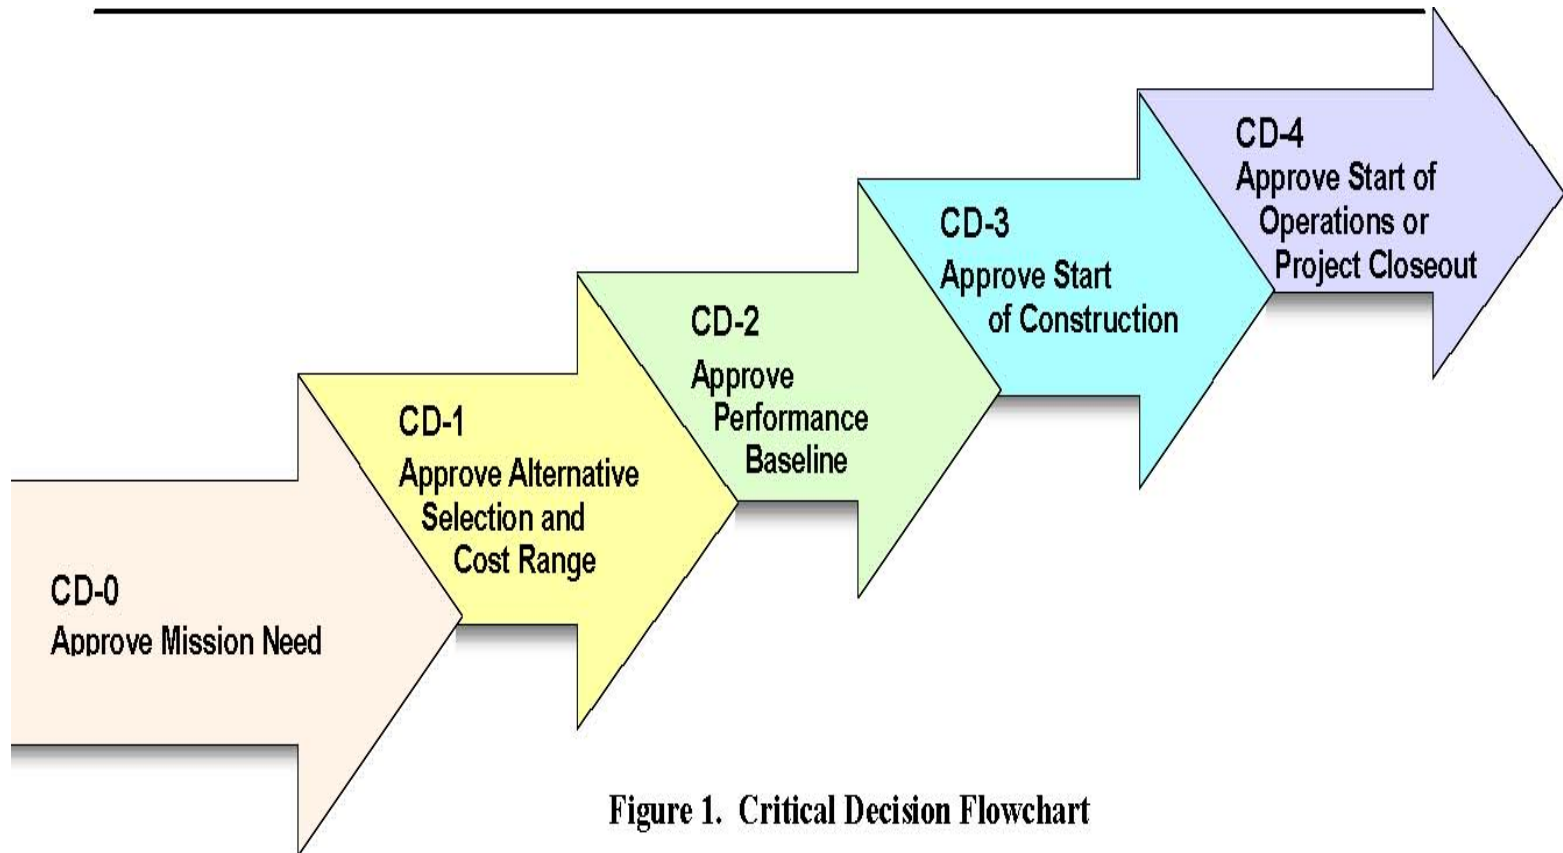 CD-0
Approve Mission Need
CD-1
Approve Alternative
Selection and
Cost Range
CD-2
Approve
Performance
Baseline
CD-3
Approve Start
of Construction
CD-4
Approve Start of
Operations or
Project Closeout
Figure 1. Critical Decision Flowchart